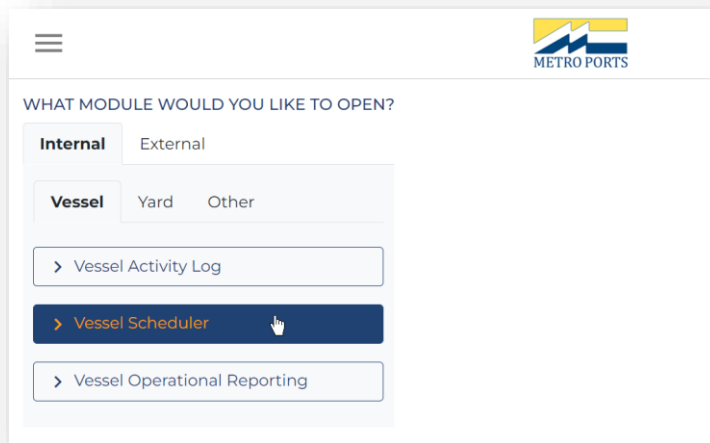 METRO PORTS
WHAT MODULE WOULD YOU LIKE TO OPEN?
Internal External
Vessel Yard Other
Vessel Activity Log
Vessel Scheduler
Vessel Operational Reporting